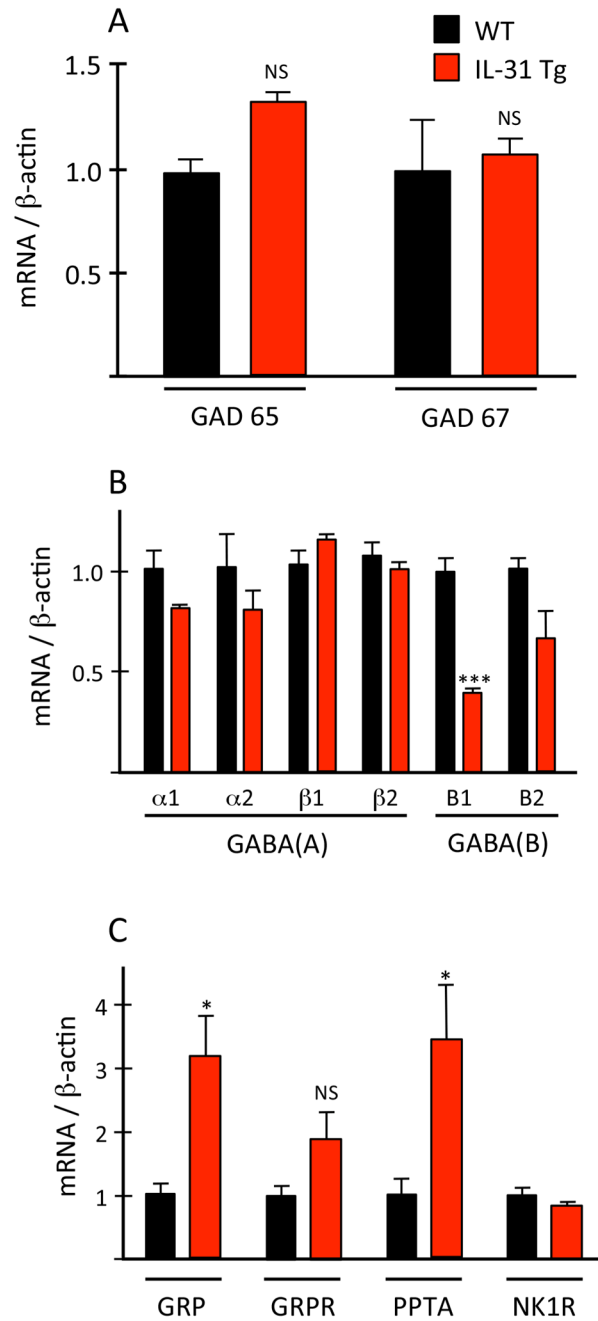 A
WT
IL-31 Tg
mRNA / β-actin
1.5
1.0
0.5
NS
NS
GAD 65
GAD 67
B
mRNA / β-actin
1.0
0.5
***
α1
α2
β1
β2
B1
B2
GABA(A)
GABA(B)
C
mRNA / β-actin
4
3
2
1
*
NS
*
GRP
GRPR
PPTA
NK1R